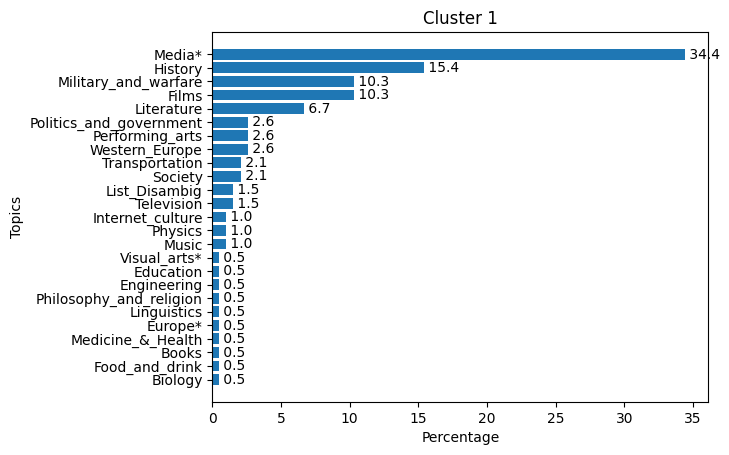 Cluster 1
Media* 34.4
History 15.4
Military_and_warfare 10.3
Films 10.3
Literature 6.7
Politics_and_government 2.6
Performing_arts 2.6
Western_Europe 2.6
Transportation 2.1
Society 2.1
List_Disambig 1.5
Television 1.5
Internet_culture 1.0
Physics 1.0
Music 1.0
Visual_arts* 0.5
Education 0.5
Engineering 0.5
Philosophy_and_religion 0.5
Linguistics 0.5
Europe* 0.5
Medicine_&_Health 0.5
Books 0.5
Food_and_drink 0.5
Biology 0.5
Topics
0 5 10 15 20 25 30 35
Percentage